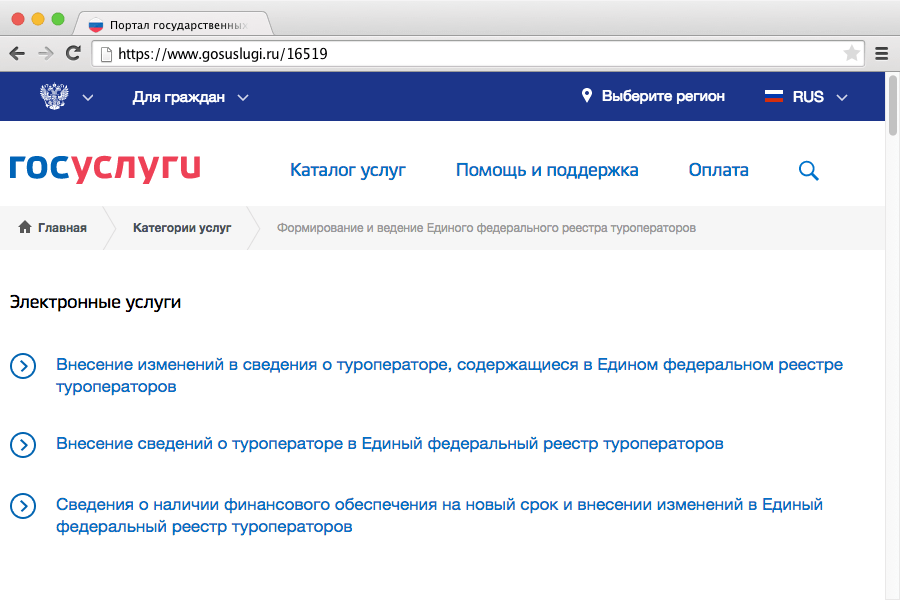 Портал государственных
https://www.gosuslugi.ru/16519
Для граждан
Выберите регион
RUS
госуслуги
Каталог услуг
Помощь и поддержка
Оплата
Главная
Категории услуг
Формирование и ведение Единого федерального реестра туроператоров
Электронные услуги
Внесение изменений в сведения о туроператоре, содержащиеся в Едином федеральном реестре
туроператоров
Внесение сведений о туроператоре в Единый федеральный реестр туроператоров
Сведения о наличии финансового обеспечения на новый срок и внесении изменений в Единый
федеральный реестр туроператоров